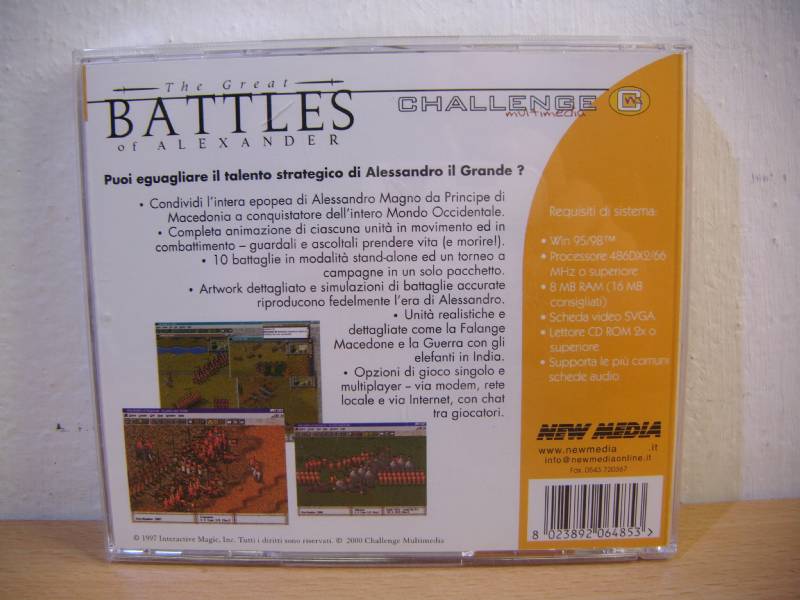 The Great
BATTLES
of ALEXANDER
CHALLENGE
multimedia
Puoi eguagliare il talento strategico di Alessandro il Grande ?
• Condividi l'intera epopea di Alessandro Magno da Principe di
Macedonia a conquistatore dell'intero Mondo Occidentale.
• Completa animazione di ciascuna unità in movimento ed in
combattimento – guardali e ascoltali prendere vita (e morire!).
• 10 battaglie in modalità stand-alone ed un torneo a
campagne in un solo pacchetto.
• Artwork dettagliato e simulazioni di battaglie accurate
riproducono fedelmente l'era di Alessandro.
• Unità realistiche e
dettagliate come la Falange
Macedone e la Guerra con gli
elefanti in India.
• Opzioni di gioco singolo e
multiplayer – via modem, rete
locale e via Internet, con chat
tra giocatori.
Requisiti di sistema:
• Win 95/98™
• Processore 486DX2/66
MHz o superiore
• 8 MB RAM (16 MB
consigliati)
• Scheda video SVGA
• Lettore CD ROM 2x o
superiore
• Supporta le più comuni
schede audio
NEW MEDIA
www.newmedia .it
info@newmediaonline.it
Fax. 0543 720367
8 023892 064853 >
© 1997 Interactive Magic, Inc. Tutti i diritti sono riservati. © 2000 Challenge Multimedia